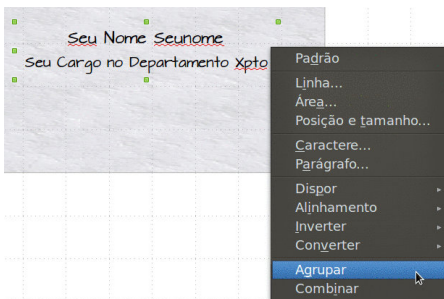 Seu Nome Seunome
Seu Cargo no Departamento Xpto
Padrão
Linha...
Área...
Posição e tamanho...
Caractere...
Parágrafo...
Dispor
Alinhamento
Inverter
Converter
Agrupar
Combinar